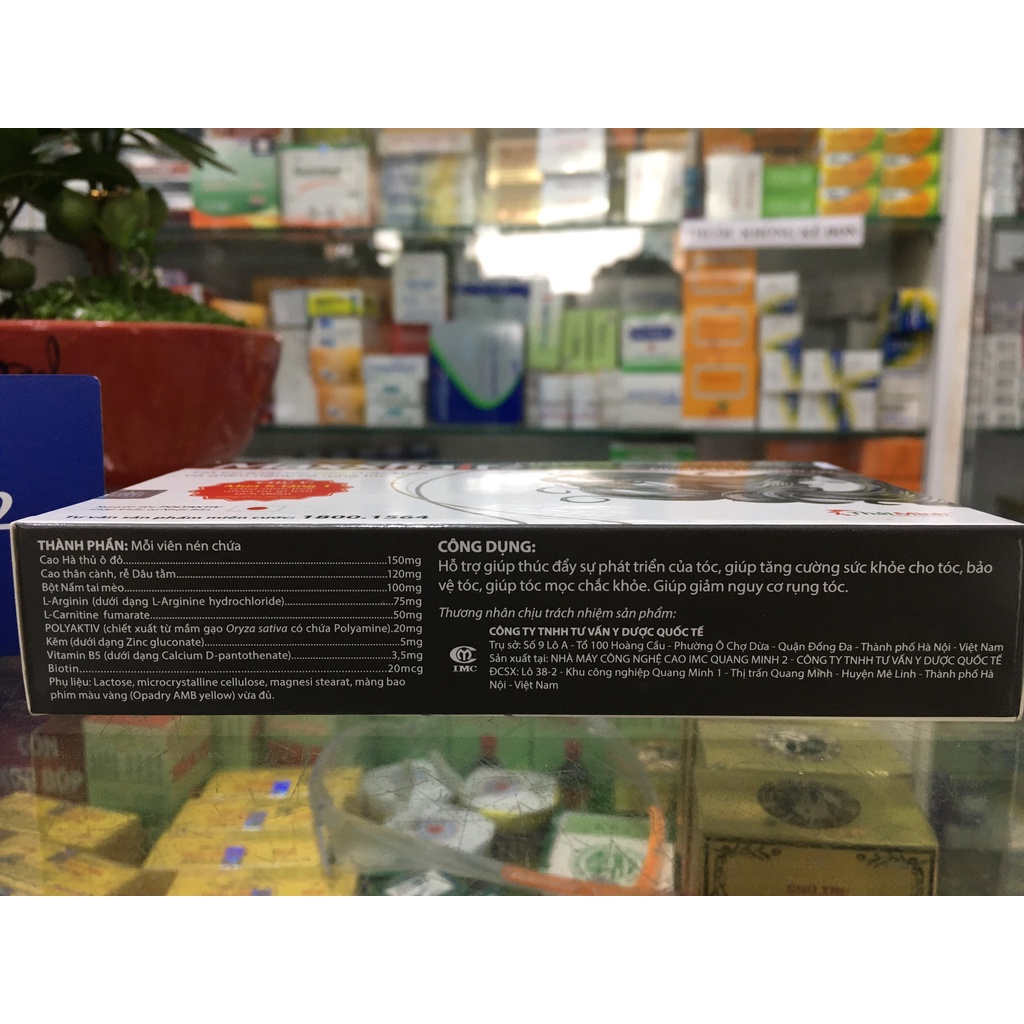 THUỐC KHÔNG KÊ ĐƠN
Tư vấn sản phẩm miễn cước: 1800.1564
THÀNH PHẦN: Mỗi viên nén chứa
Cao Hà thủ ô đỏ.....150mg
Cao thân cành, rễ Dâu tằm.....120mg
Bột Nấm tai mèo.....100mg
L-Arginin (dưới dạng L-Arginine hydrochloride).....75mg
L-Carnitine fumarate.....50mg
POLYAKTIV (chiết xuất từ mầm gạo Oryza sativa có chứa Polyamine).20mg
Kẽm (dưới dạng Zinc gluconate).....5mg
Vitamin B5 (dưới dạng Calcium D-pantothenate).....3,5mg
Biotin.....20mcg
Phụ liệu: Lactose, microcrystalline cellulose, magnesi stearat, màng bao
phim màu vàng (Opadry AMB yellow) vừa đủ.
CÔNG DỤNG:
Hỗ trợ giúp thúc đẩy sự phát triển của tóc, giúp tăng cường sức khỏe cho tóc, bảo
vệ tóc, giúp tóc mọc chắc khỏe. Giúp giảm nguy cơ rụng tóc.
Thương nhân chịu trách nhiệm sản phẩm:
CÔNG TY TNHH TƯ VẤN Y DƯỢC QUỐC TẾ
Trụ sở: Số 9 Lô A - Tổ 100 Hoàng Cầu - Phường Ô Chợ Dừa - Quận Đống Đa - Thành phố Hà Nội - Việt Nam
Sản xuất tại: NHÀ MÁY CÔNG NGHỆ CAO IMC QUANG MINH 2 - CÔNG TY TNHH TƯ VẤN Y DƯỢC QUỐC TẾ
ĐCSX: Lô 38-2 - Khu công nghiệp Quang Minh 1 - Thị trấn Quang Minh - Huyện Mê Linh - Thành phố Hà
Nội - Việt Nam
IMC